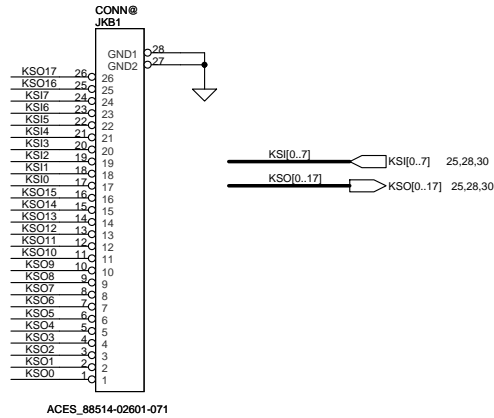 CONN@
JKB1
GND1 28
GND2 27
KSO17 26 26
KSO16 25 25
KSI7 24 24
KSI6 23 23
KSI5 22 22
KSI4 21 21
KSI3 20 20
KSI2 19 19
KSI1 18 18
KSI0 17 17
KSO15 16 16
KSO14 15 15
KSO13 14 14
KSO12 13 13
KSO11 12 12
KSO10 11 11
KSO9 10 10
KSO8 9 9
KSO7 8 8
KSO6 7 7
KSO5 6 6
KSO4 5 5
KSO3 4 4
KSO2 3 3
KSO1 2 2
KSO0 1 1
KSI[0..7] KSI[0..7] 25,28,30
KSO[0..17] KSO[0..17] 25,28,30
ACES_88514-02601-071